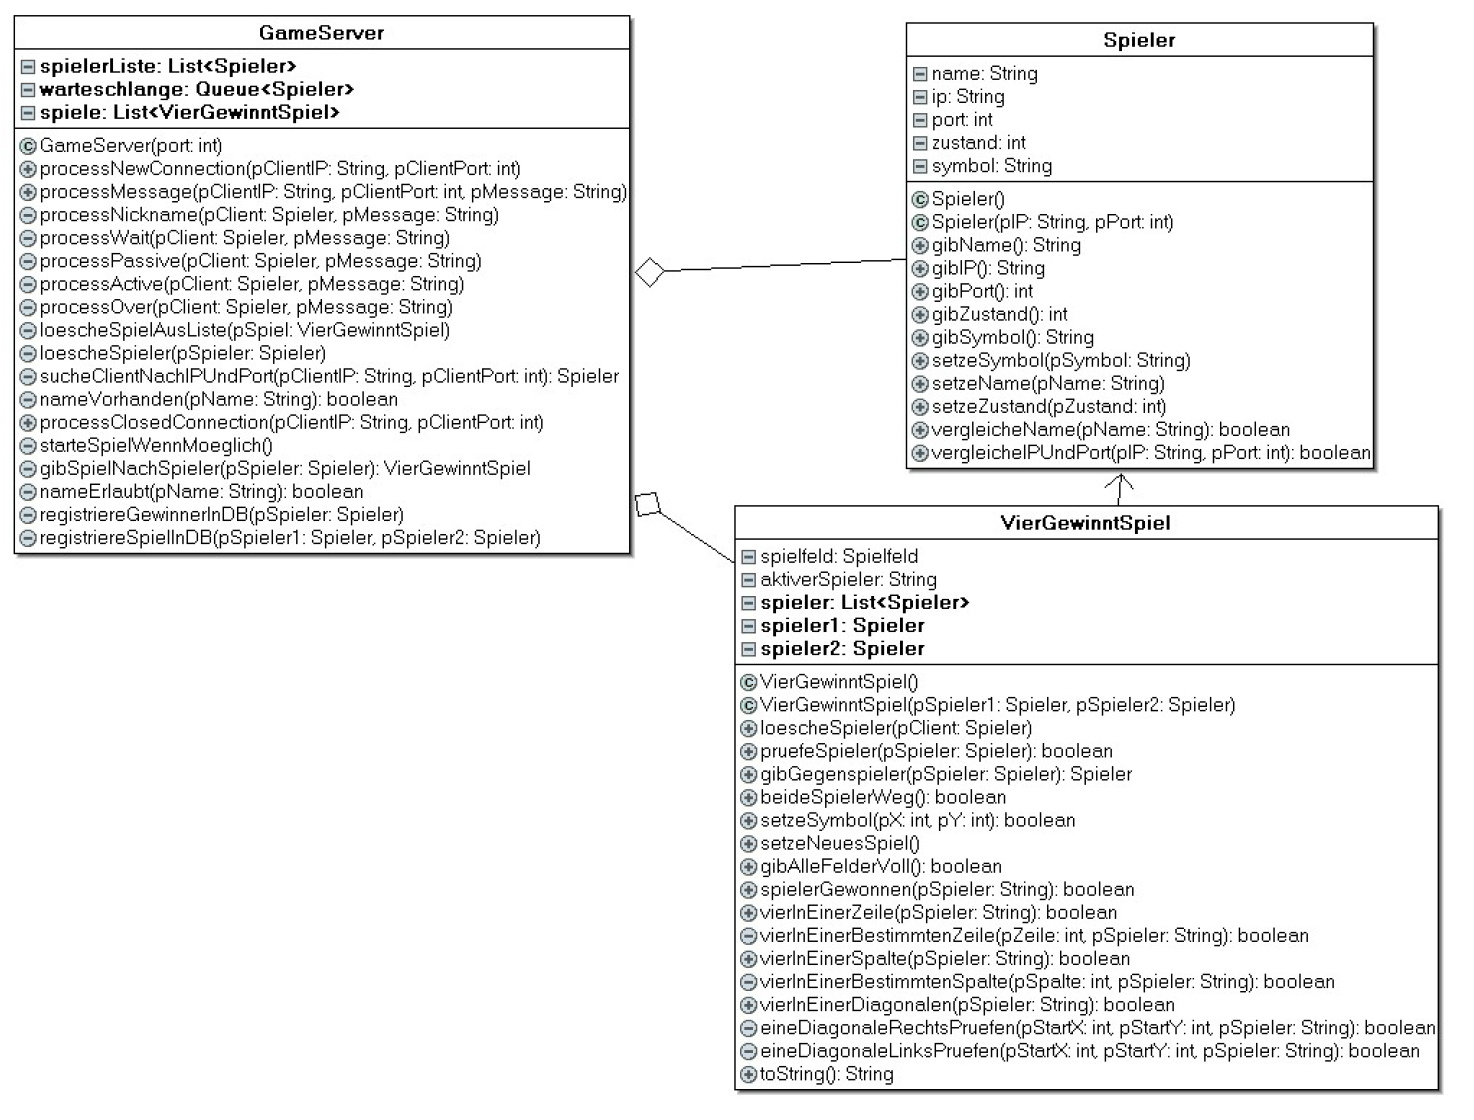 GameServer
spielerListe: List<Spieler>
warteschlange: Queue<Spieler>
spiele: List<VierGewinntSpiel>
GameServer(port: int)
processNewConnection(pClientIP: String, pClientPort: int)
processMessage(pClientIP: String, pClientPort: int, pMessage: String)
processNickname(pClient: Spieler, pMessage: String)
processWait(pClient: Spieler, pMessage: String)
processPassive(pClient: Spieler, pMessage: String)
processActive(pClient: Spieler, pMessage: String)
processOver(pClient: Spieler, pMessage: String)
loescheSpielAusListe(pSpiel: VierGewinntSpiel)
loescheSpieler(pSpieler: Spieler)
sucheClientNachIPUndPort(pClientIP: String, pClientPort: int): Spieler
nameVorhanden(pName: String): boolean
processClosedConnection(pClientIP: String, pClientPort: int)
starteSpielWennMoeglich()
gibSpielNachSpieler(pSpieler: Spieler): VierGewinntSpiel
nameErlaubt(pName: String): boolean
registriereGewinnerInDB(pSpieler: Spieler)
registriereSpielInDB(pSpieler1: Spieler, pSpieler2: Spieler)
Spieler
name: String
ip: String
port: int
zustand: int
symbol: String
Spieler()
Spieler(pIP: String, pPort: int)
gibName(): String
gibIP(): String
gibPort(): int
gibZustand(): int
gibSymbol(): String
setzeSymbol(pSymbol: String)
setzeName(pName: String)
setzeZustand(pZustand: int)
vergleicheName(pName: String): boolean
vergleicheIPUndPort(pIP: String, pPort: int): boolean
VierGewinntSpiel
spielfeld: Spielfeld
aktiverSpieler: String
spieler: List<Spieler>
spieler1: Spieler
spieler2: Spieler
VierGewinntSpiel()
VierGewinntSpiel(pSpieler1: Spieler, pSpieler2: Spieler)
loescheSpieler(pClient: Spieler)
pruefeSpieler(pSpieler: Spieler): boolean
gibGegenspieler(pSpieler: Spieler): Spieler
beideSpielerWeg(): boolean
setzeSymbol(pX: int, pY: int): boolean
setzeNeuesSpiel()
gibAlleFelderVoll(): boolean
spielerGewonnen(pSpieler: String): boolean
vierInEinerZeile(pSpieler: String): boolean
vierInEinerBestimmtenZeile(pZeile: int, pSpieler: String): boolean
vierInEinerSpalte(pSpieler: String): boolean
vierInEinerBestimmtenSpalte(pSpalte: int, pSpieler: String): boolean
vierInEinerDiagonalen(pSpieler: String): boolean
eineDiagonaleRechtsPruefen(pStartX: int, pStartY: int, pSpieler: String): boolean
eineDiagonaleLinksPruefen(pStartX: int, pStartY: int, pSpieler: String): boolean
toString(): String